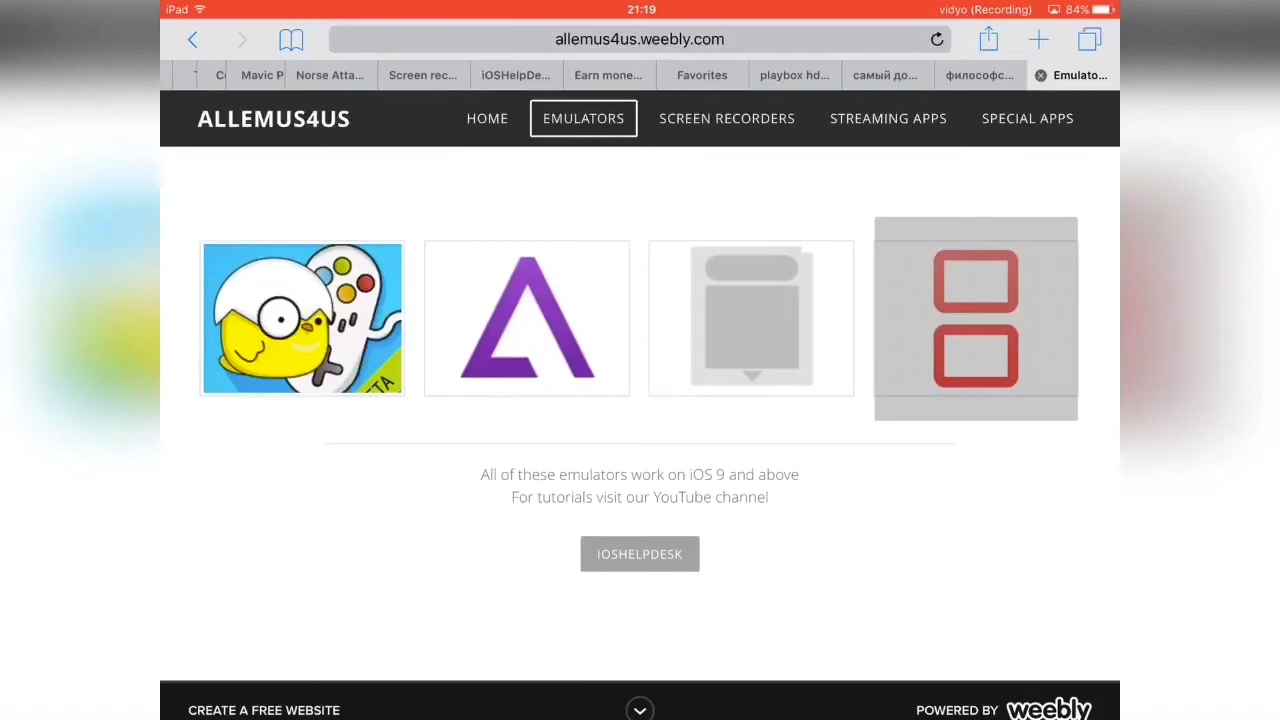 iPad
21:19
vidyo (Recording)
84%
allemus4us.weebly.com
Mavic P
Norse Atta...
Screen rec...
iOSHelpDe...
Earn mone...
Favorites
playbox hd...
самый до...
философс...
Emulato...
ALLEMUS4US
HOME
EMULATORS
SCREEN RECORDERS
STREAMING APPS
SPECIAL APPS
All of these emulators work on iOS 9 and above
For tutorials visit our YouTube channel
IOSHELPDESK
CREATE A FREE WEBSITE
POWERED BY weebly